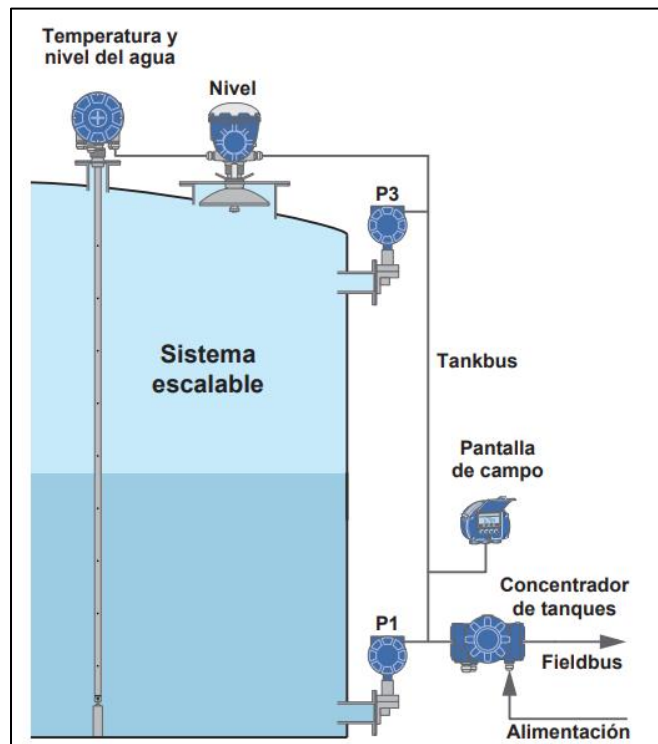 Temperatura y
nivel del agua
Nivel
P3
Sistema
escalable
Tankbus
Pantalla
de campo
P1
Concentrador
de tanques
Fieldbus
Alimentación